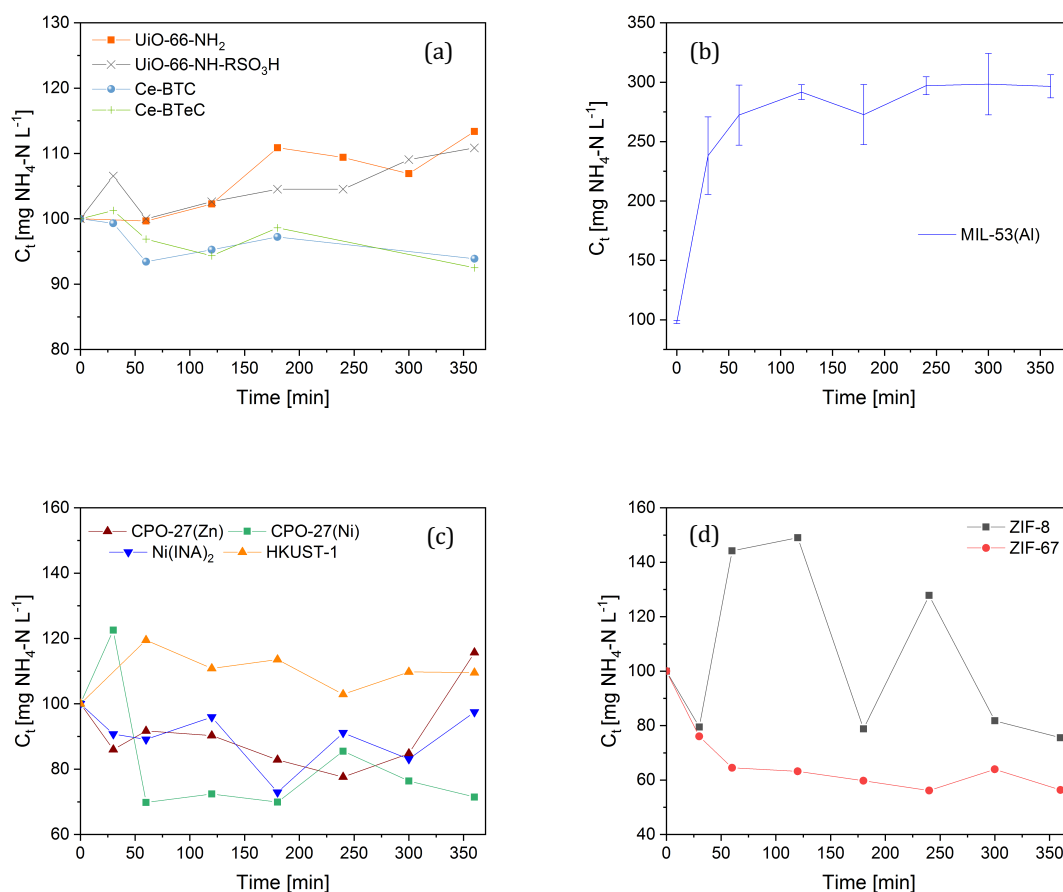 (a)
UiO-66-NH₂
UiO-66-NH-RSO₃H
Ce-BTC
Ce-BTeC
130
120
110
100
90
80
0 50 100 150 200 250 300 350
Time [min]
Cₜ [mg NH₄-N L⁻¹]
(b)
MIL-53(Al)
350
300
250
200
150
100
0 50 100 150 200 250 300 350
Time [min]
Cₜ [mg NH₄-N L⁻¹]
(c)
CPO-27(Zn) CPO-27(Ni)
Ni(INA)₂ HKUST-1
160
140
120
100
80
60
0 50 100 150 200 250 300 350
Time [min]
Cₜ [mg NH₄-N L⁻¹]
(d)
ZIF-8
ZIF-67
160
140
120
100
80
60
40
0 50 100 150 200 250 300 350
Time [min]
Cₜ [mg NH₄-N L⁻¹]